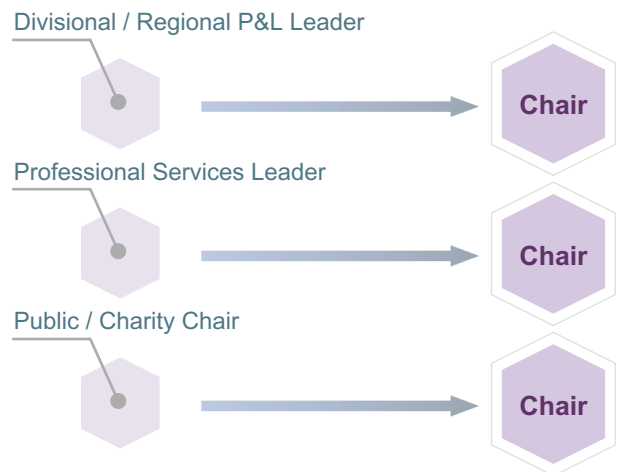 Divisional / Regional P&L Leader
Chair
Professional Services Leader
Chair
Public / Charity Chair
Chair